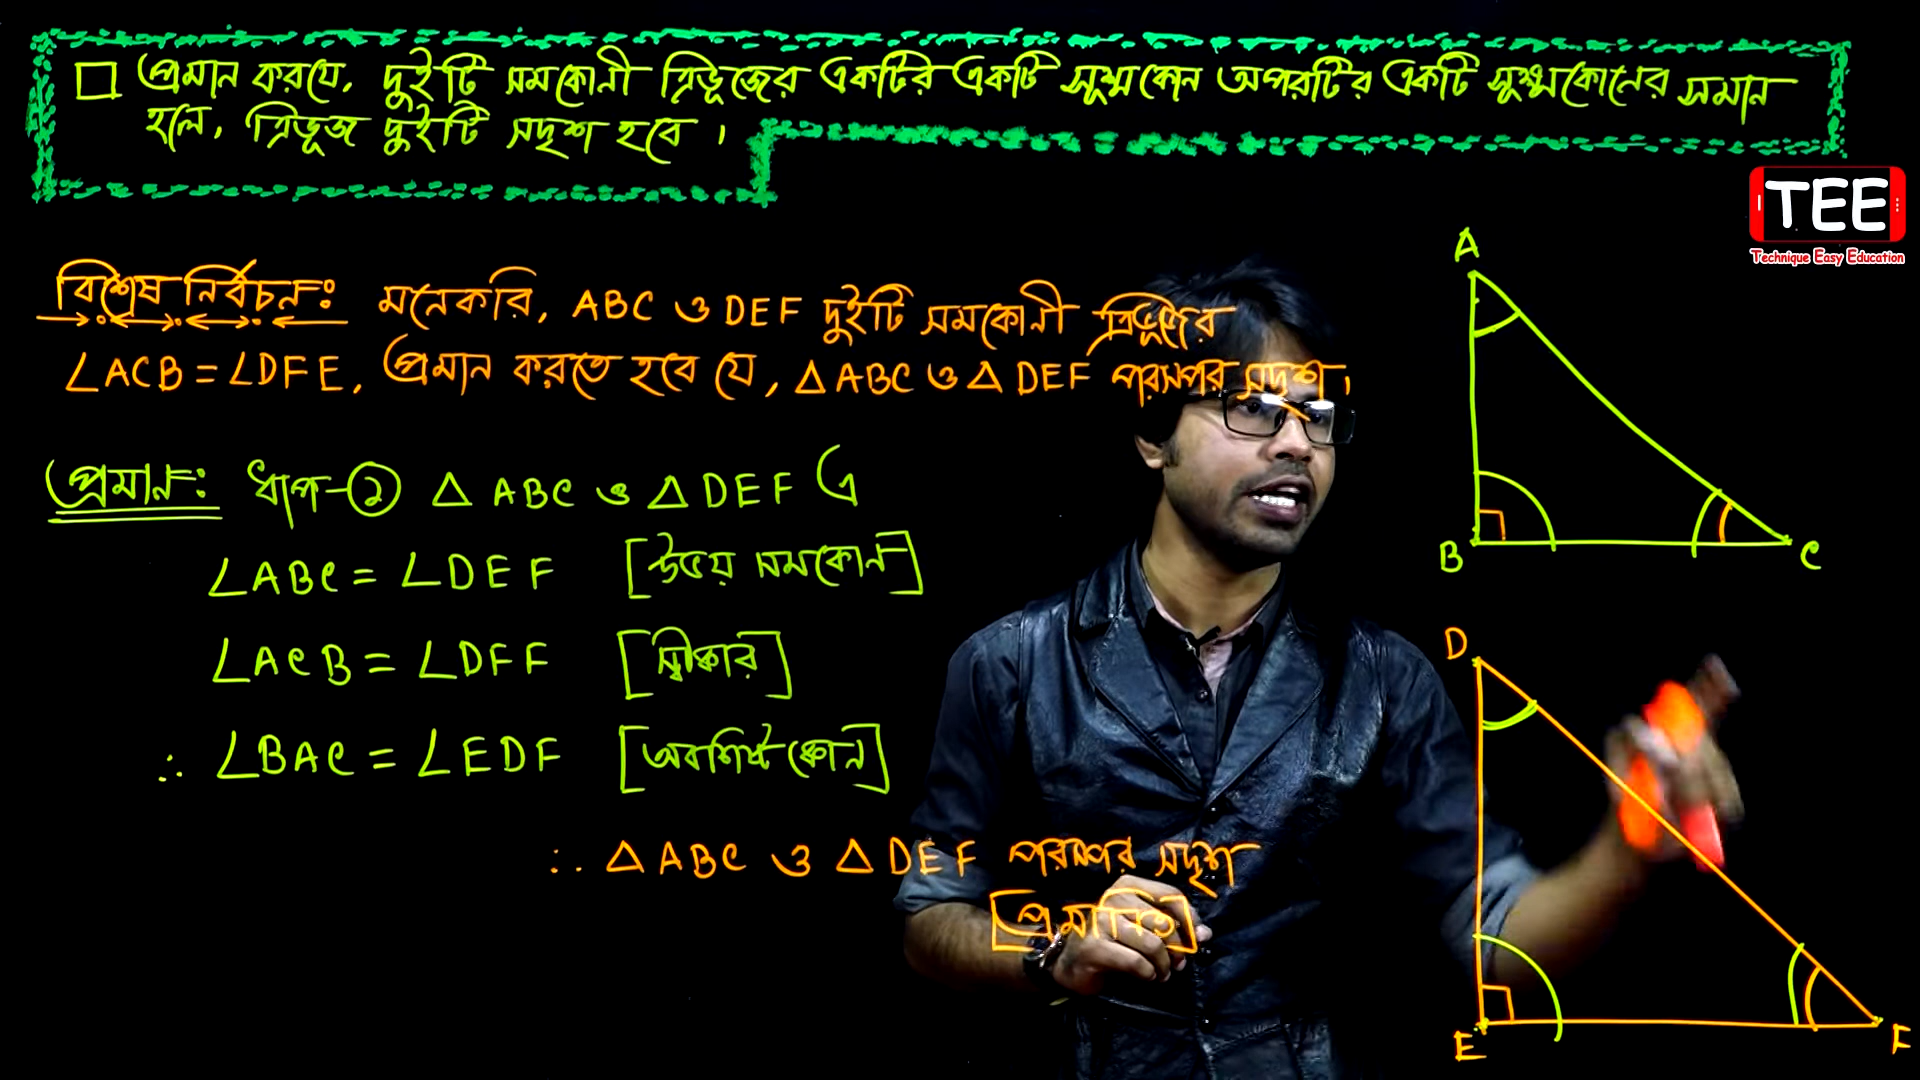 □ প্রমান করযে, দুইটি সমকোনী ত্রিভূজের একটির একটি সূক্ষ্মকোন অপরটির একটি সূক্ষ্মকোনের সমান
হলে, ত্রিভূজ দুইটি সদৃশ হবে ।
TEE
Technique Easy Education
বিশেষ নির্বচনঃ মনেকরি, ABC ও DEF দুইটি সমকোনী ত্রিভূজের
∠ACB = ∠DFE, প্রমান করতে হবে যে, △ ABC ও △ DEF পরস্পর সদৃশ ।
প্রমানঃ ধাপ-① △ ABC ও △ DEF এ
∠ABC = ∠DEF [উভয় সমকোন]
∠ACB = ∠DFF [স্বীকার]
∴ ∠BAC = ∠EDF [অবশিষ্ট কোন]
∴ △ ABC ও △ DEF পরস্পর সদৃশ
[প্রমানিত]
A
B
C
D
E
F